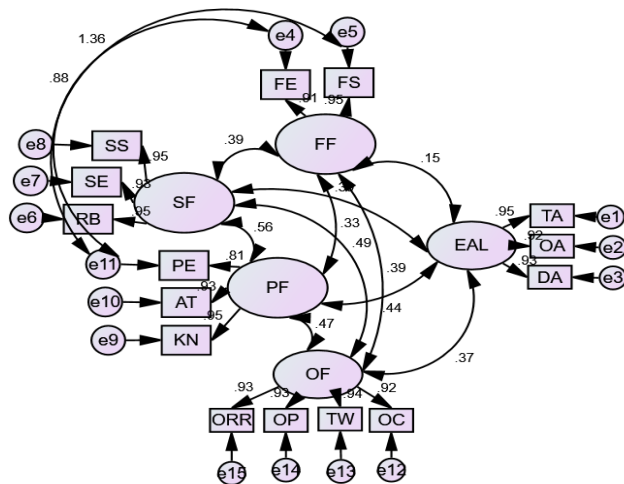 1.36
e4
e5
.88
FE
FS
.91
.95
e8
SS
.95
.39
FF
.15
e7
SE
.93
SF
.33
.95
TA
e1
e6
RB
.95
.56
.49
EAL
.92
OA
e2
e11
PE
.81
.39
.93
DA
e3
e10
AT
.93
PF
.44
e9
KN
.95
.47
.37
OF
.93
.93
.94
.92
ORR
OP
TW
OC
e15
e14
e13
e12